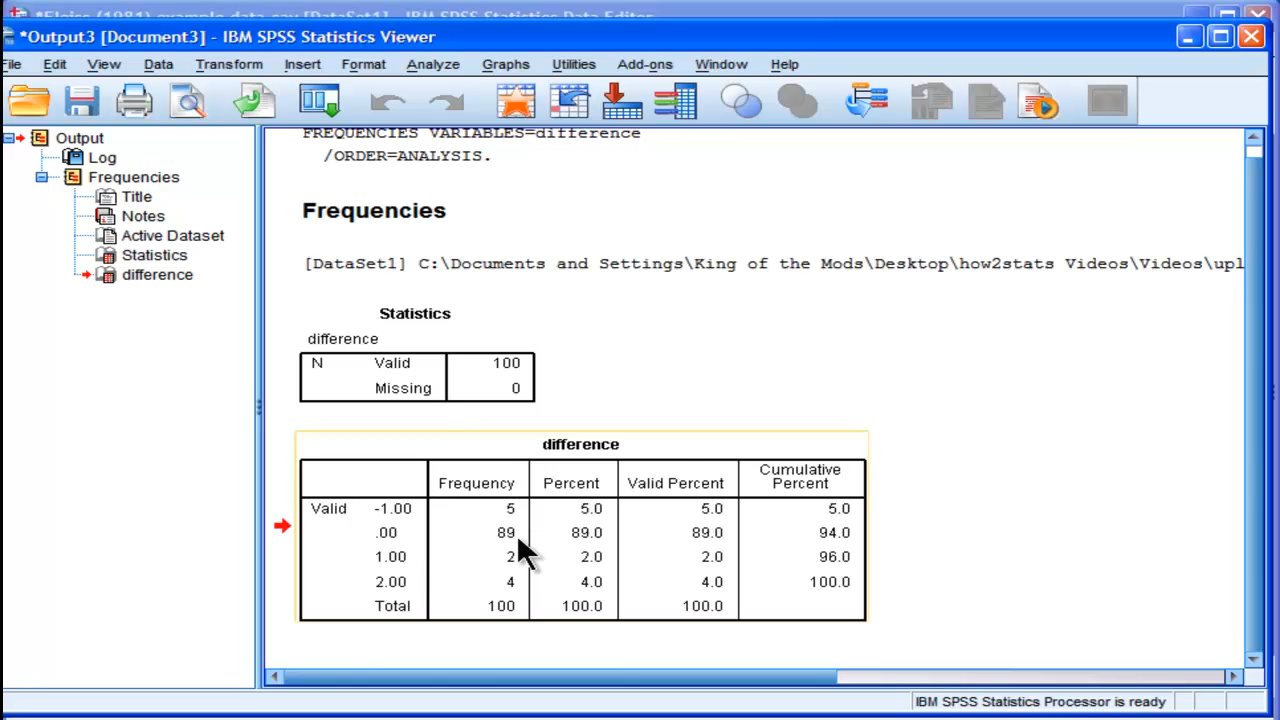 *Output3 [Document3] - IBM SPSS Statistics Viewer
File Edit View Data Transform Insert Format Analyze Graphs Utilities Add-ons Window Help
Output
Log
Frequencies
Title
Notes
Active Dataset
Statistics
difference
FREQUENCIES VARIABLES=difference
/ORDER=ANALYSIS.
Frequencies
[DataSet1] C:\Documents and Settings\King of the Mods\Desktop\how2stats Videos\Videos\upl
Statistics
difference
N Valid 100
Missing 0
difference
Frequency Percent Valid Percent Cumulative Percent
Valid -1.00 5 5.0 5.0 5.0
.00 89 89.0 89.0 94.0
1.00 2 2.0 2.0 96.0
2.00 4 4.0 4.0 100.0
Total 100 100.0 100.0
IBM SPSS Statistics Processor is ready